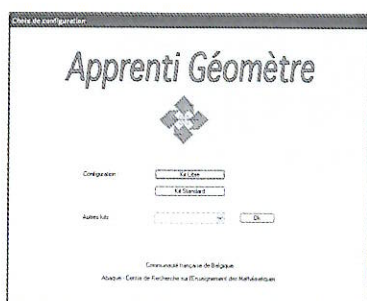 Choix de configuration
Apprenti Géomètre
Configuration
Kit Libre
Kit Standard
Autres kits
Ok
Communauté française de Belgique
Abaque - Centre de Recherche sur l'Enseignement des Mathématiques